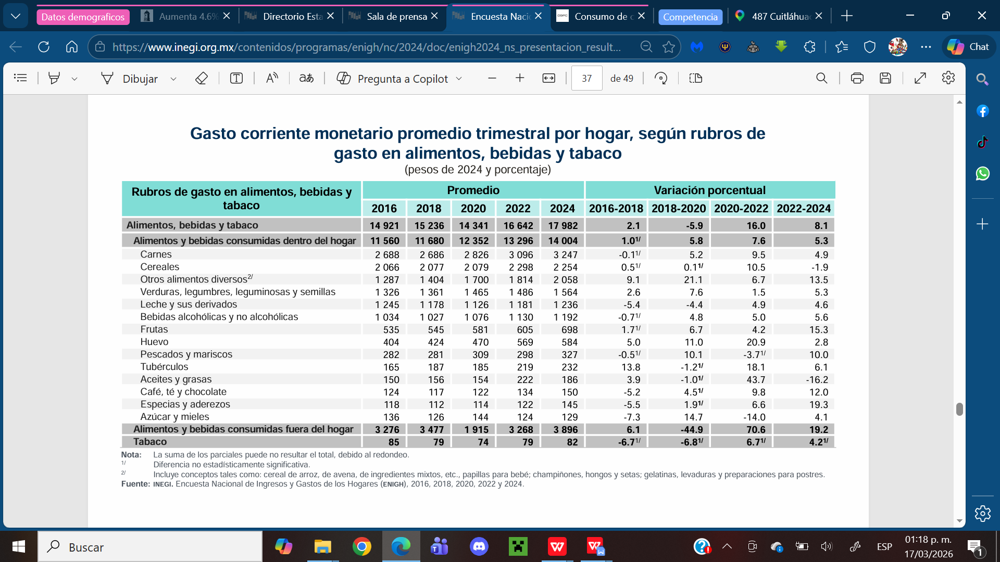 Datos demograficos
Aumenta 4.6%
Directorio Esta
Sala de prensa
Encuesta Naci
Consumo de c
Competencia
487 Cuitláhuac
https://www.inegi.org.mx/contenidos/programas/enigh/nc/2024/doc/enigh2024_ns_presentacion_result...
Chat
Dibujar
aあ
Pregunta a Copilot
37
de 49
Gasto corriente monetario promedio trimestral por hogar, según rubros de
gasto en alimentos, bebidas y tabaco
(pesos de 2024 y porcentaje)
Rubros de gasto en alimentos, bebidas y tabaco Promedio Variación porcentual
2016 2018 2020 2022 2024 2016-2018 2018-2020 2020-2022 2022-2024
Alimentos, bebidas y tabaco 14 921 15 236 14 341 16 642 17 982 2.1 -5.9 16.0 8.1
Alimentos y bebidas consumidas dentro del hogar 11 560 11 680 12 352 13 296 14 004 1.0 1/ 5.8 7.6 5.3
Carnes 2 688 2 686 2 826 3 096 3 247 -0.1 1/ 5.2 9.5 4.9
Cereales 2 066 2 077 2 079 2 298 2 254 0.5 1/ 0.1 1/ 10.5 -1.9
Otros alimentos diversos 2/ 1 287 1 404 1 700 1 814 2 058 9.1 21.1 6.7 13.5
Verduras, legumbres, leguminosas y semillas 1 326 1 361 1 465 1 486 1 564 2.6 7.6 1.5 5.3
Leche y sus derivados 1 245 1 178 1 126 1 181 1 236 -5.4 -4.4 4.9 4.6
Bebidas alcohólicas y no alcohólicas 1 034 1 027 1 076 1 130 1 192 -0.7 1/ 4.8 5.0 5.6
Frutas 535 545 581 605 698 1.7 1/ 6.7 4.2 15.3
Huevo 404 424 470 569 584 5.0 11.0 20.9 2.8
Pescados y mariscos 282 281 309 298 327 -0.5 1/ 10.1 -3.7 1/ 10.0
Tubérculos 165 187 185 219 232 13.8 -1.2 1/ 18.1 6.1
Aceites y grasas 150 156 154 222 186 3.9 -1.0 1/ 43.7 -16.2
Café, té y chocolate 124 117 122 134 150 -5.2 4.5 1/ 9.8 12.0
Especias y aderezos 118 112 114 122 145 -5.5 1.9 1/ 6.6 19.3
Azúcar y mieles 136 126 144 124 129 -7.3 14.7 -14.0 4.1
Alimentos y bebidas consumidas fuera del hogar 3 276 3 477 1 915 3 268 3 896 6.1 -44.9 70.6 19.2
Tabaco 85 79 74 79 82 -6.7 1/ -6.8 1/ 6.7 1/ 4.2 1/
Nota: La suma de los parciales puede no resultar el total, debido al redondeo.
1/ Diferencia no estadísticamente significativa.
2/ Incluye conceptos tales como: cereal de arroz, de avena, de ingredientes mixtos, etc., papillas para bebé; champiñones, hongos y setas; gelatinas, levaduras y preparaciones para postres.
Fuente: INEGI. Encuesta Nacional de Ingresos y Gastos de los Hogares (ENIGH), 2016, 2018, 2020, 2022 y 2024.
Buscar
ESP
01:18 p. m.
17/03/2026
1